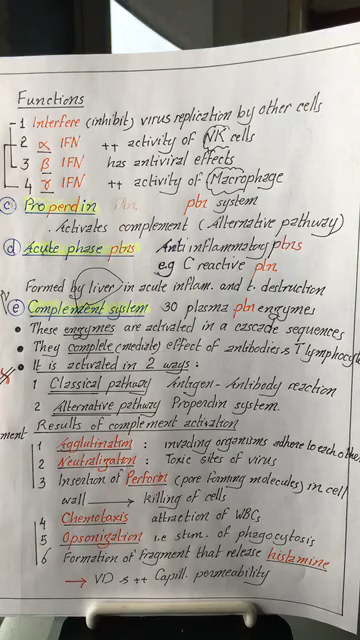 Functions
1 Interfere (inhibit) virus replication by other cells
2 α IFN ++ activity of NK cells
3 β IFN has antiviral effects
4 γ IFN ++ activity of Macrophage
c) Properdin ptn system
. Activates complement (Alternative pathway)
d) Acute phase ptns Anti inflammatory ptns
eg C reactive ptn
Formed by liver in acute inflam. and t. destruction
e) Complement system 30 plasma ptn enzymes
• These enzymes are activated in a cascade sequences
• They complete (mediate) effect of antibodies & T lymphocyte
• It is activated in 2 ways:
1 Classical pathway Antigen-Antibody reaction
2 Alternative pathway Properdin system.
Results of complement activation
1 Agglutination : invading organisms adhere to each other
2 Neutralization : Toxic sites of virus
3 Insertion of Perforin (pore forming molecules) in cell
wall → killing of cells
4 Chemotaxis attraction of WBCs
5 Opsonization i.e stim. of phagocytosis
6 Formation of fragment that release histamine
→ VD & ++ Capill. permeability